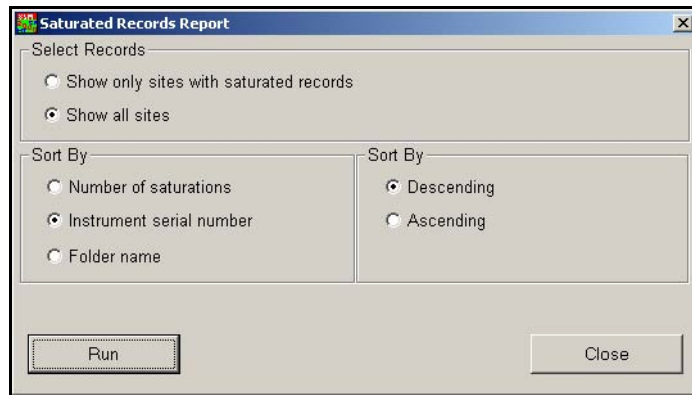 Saturated Records Report
Select Records
Show only sites with saturated records
Show all sites
Sort By
Number of saturations
Instrument serial number
Folder name
Sort By
Descending
Ascending
Run
Close